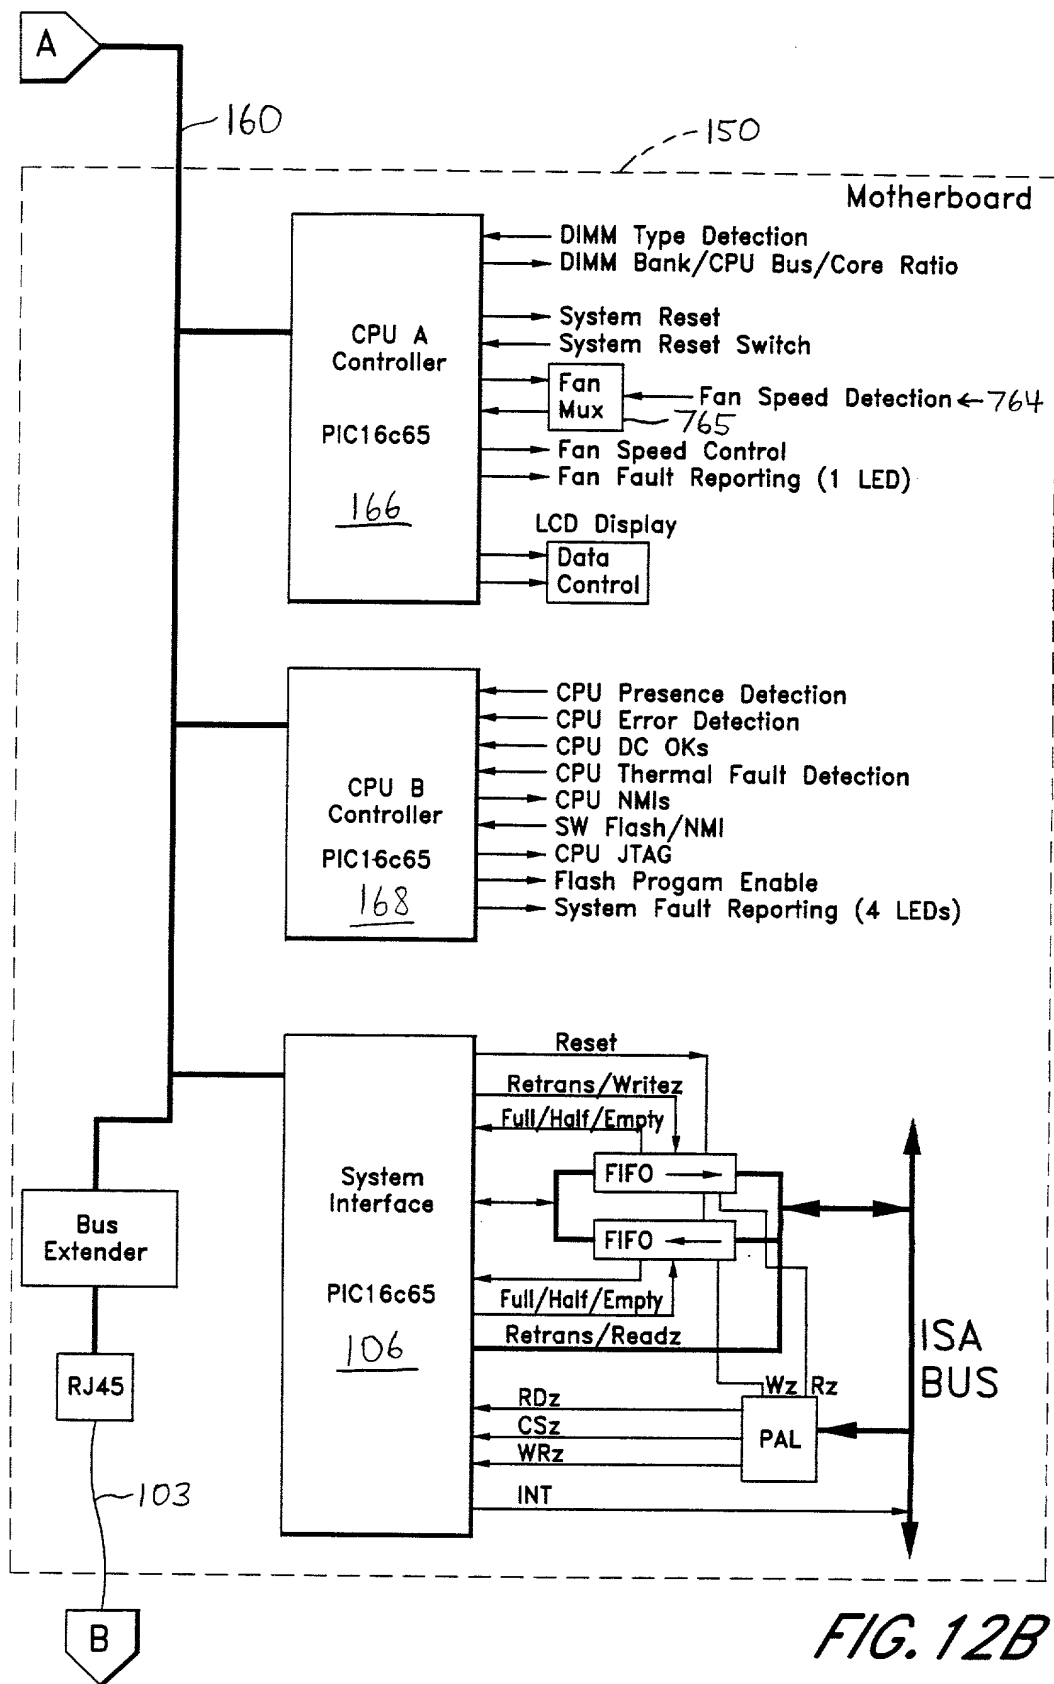 A
160
150
Motherboard
DIMM Type Detection
DIMM Bank/CPU Bus/Core Ratio
CPU A
Controller
System Reset
System Reset Switch
Fan
Mux
Fan Speed Detection
764
765
PIC16c65
Fan Speed Control
Fan Fault Reporting (1 LED)
166
LCD Display
Data
Control
CPU Presence Detection
CPU Error Detection
CPU DC OKs
CPU Thermal Fault Detection
CPU B
Controller
CPU NMIs
SW Flash/NMI
PIC16c65
CPU JTAG
Flash Progam Enable
168
System Fault Reporting (4 LEDs)
Reset
Retrans/Writez
Full/Half/Empty
System
Interface
FIFO
FIFO
Bus
Extender
PIC16c65
Full/Half/Empty
Retrans/Readz
106
ISA
BUS
RJ45
Wz Rz
RDz
CSz
WRz
PAL
INT
103
B
FIG. 12B